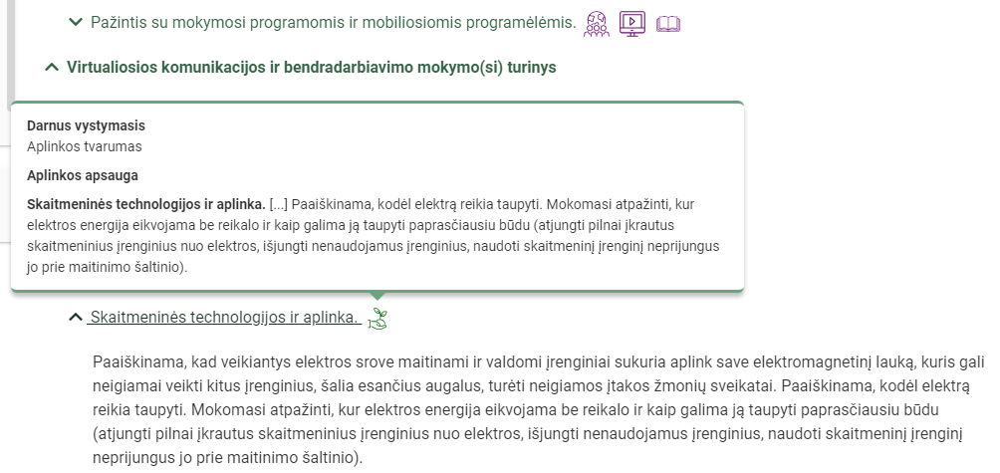 Pažintis su mokymosi programomis ir mobiliosiomis programėlėmis.
Virtualiosios komunikacijos ir bendradarbiavimo mokymo(si) turinys
Darnus vystymasis
Aplinkos tvarumas
Aplinkos apsauga
Skaitmeninės technologijos ir aplinka. [...] Paaiškinama, kodėl elektrą reikia taupyti. Mokomasi atpažinti, kur
elektros energija eikvojama be reikalo ir kaip galima ją taupyti paprasčiausiu būdu (atjungti pilnai įkrautus
skaitmeninius įrenginius nuo elektros, išjungti nenaudojamus įrenginius, naudoti skaitmeninį įrenginį neprijungus
jo prie maitinimo šaltinio).
Skaitmeninės technologijos ir aplinka.
Paaiškinama, kad veikiantys elektros srove maitinami ir valdomi įrenginiai sukuria aplink save elektromagnetinį lauką, kuris gali
neigiamai veikti kitus įrenginius, šalia esančius augalus, turėti neigiamos įtakos žmonių sveikatai. Paaiškinama, kodėl elektrą
reikia taupyti. Mokomasi atpažinti, kur elektros energija eikvojama be reikalo ir kaip galima ją taupyti paprasčiausiu būdu
(atjungti pilnai įkrautus skaitmeninius įrenginius nuo elektros, išjungti nenaudojamus įrenginius, naudoti skaitmeninį įrenginį
neprijungus jo prie maitinimo šaltinio).